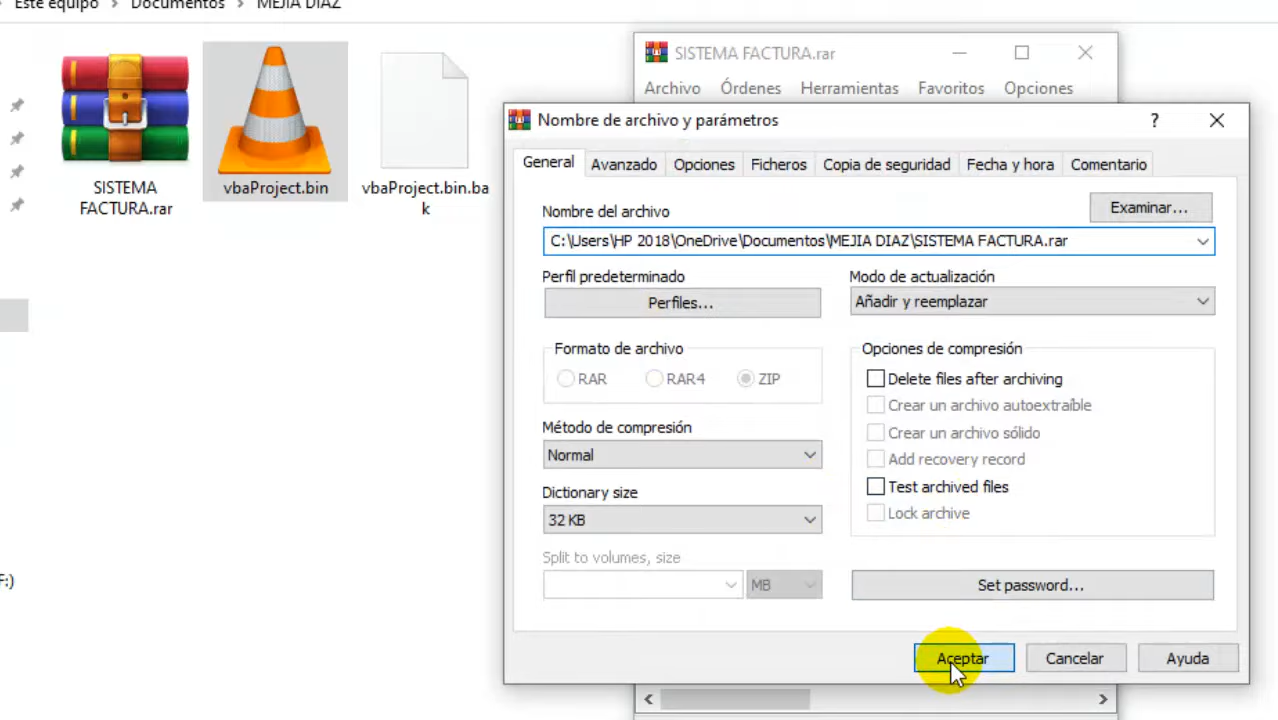 Este equipo > Documentos > MEJIA DIAZ
SISTEMA
FACTURA.rar
vbaProject.bin
vbaProject.bin.ba
k
F:)
SISTEMA FACTURA.rar
Archivo Órdenes Herramientas Favoritos Opciones
Nombre de archivo y parámetros ?
General Avanzado Opciones Ficheros Copia de seguridad Fecha y hora Comentario
Nombre del archivo
Examinar...
C:\Users\HP 2018\OneDrive\Documentos\MEJIA DIAZ\SISTEMA FACTURA.rar
Perfil predeterminado
Perfiles...
Modo de actualización
Añadir y reemplazar
Formato de archivo
RAR RAR4 ZIP
Método de compresión
Normal
Dictionary size
32 KB
Split to volumes, size
MB
Opciones de compresión
Delete files after archiving
Crear un archivo autoextraíble
Crear un archivo sólido
Add recovery record
Test archived files
Lock archive
Set password...
Aceptar Cancelar Ayuda